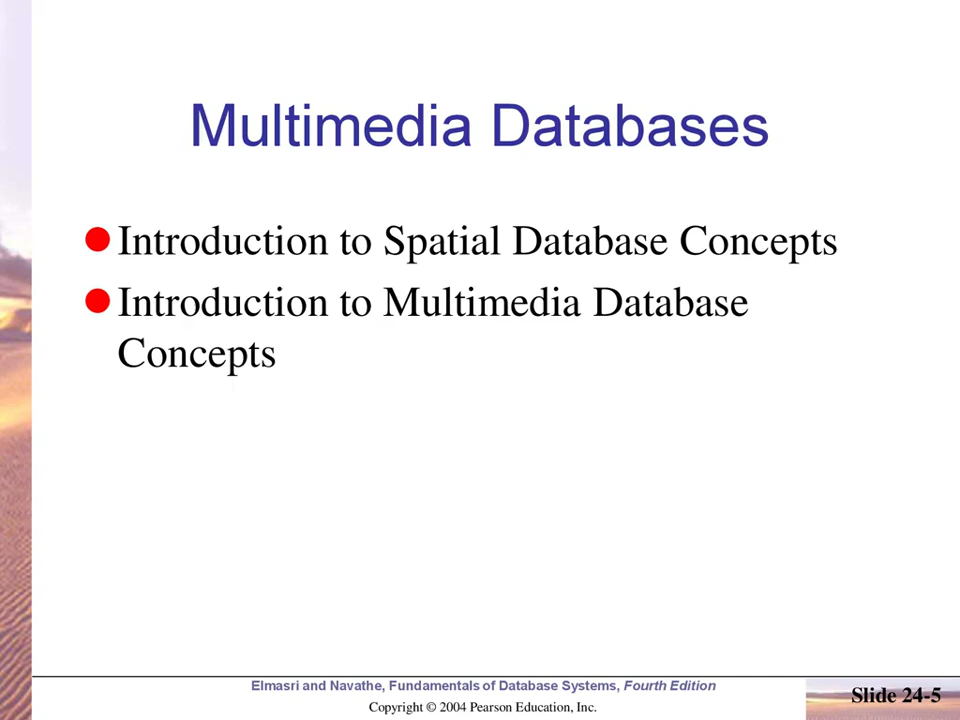 Multimedia Databases
Introduction to Spatial Database Concepts
Introduction to Multimedia Database
Concepts
Elmasri and Navathe, Fundamentals of Database Systems, Fourth Edition
Copyright © 2004 Pearson Education, Inc.
Slide 24-5